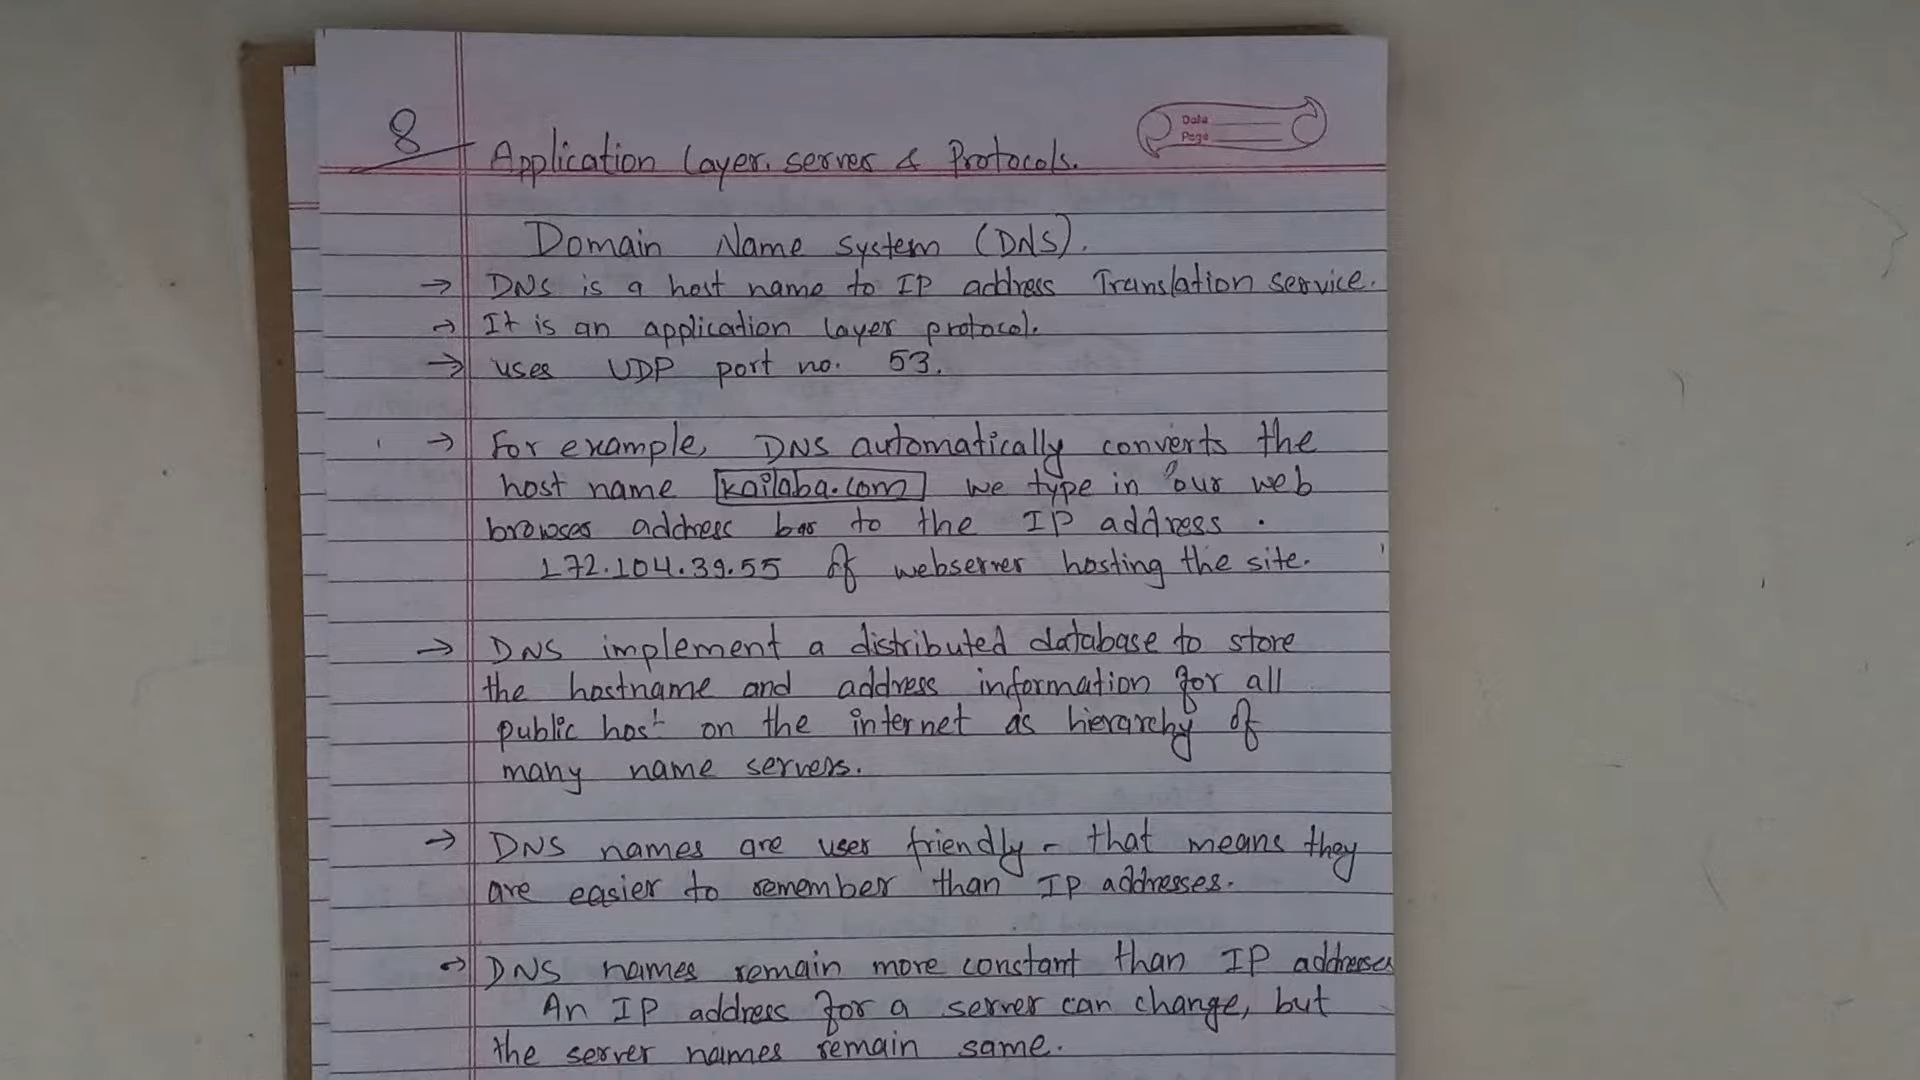 8
Application Layer, server & Protocols.
Date
Page
Domain Name System (DNS).
→ DNS is a host name to IP address Translation service.
→ It is an application layer protocol.
→ uses UDP port no. 53.
→ For example, DNS automatically converts the
host name kailaba.com we type in our web
browser address bar to the IP address .
172.104.39.55 of webserver hosting the site.
→ DNS implement a distributed database to store
the hostname and address information for all
public host on the internet as hierarchy of
many name servers.
→ DNS names are user friendly - that means they
are easier to remember than IP addresses.
→ DNS names remain more constant than IP addresses
An IP address for a server can change, but
the server names remain same.